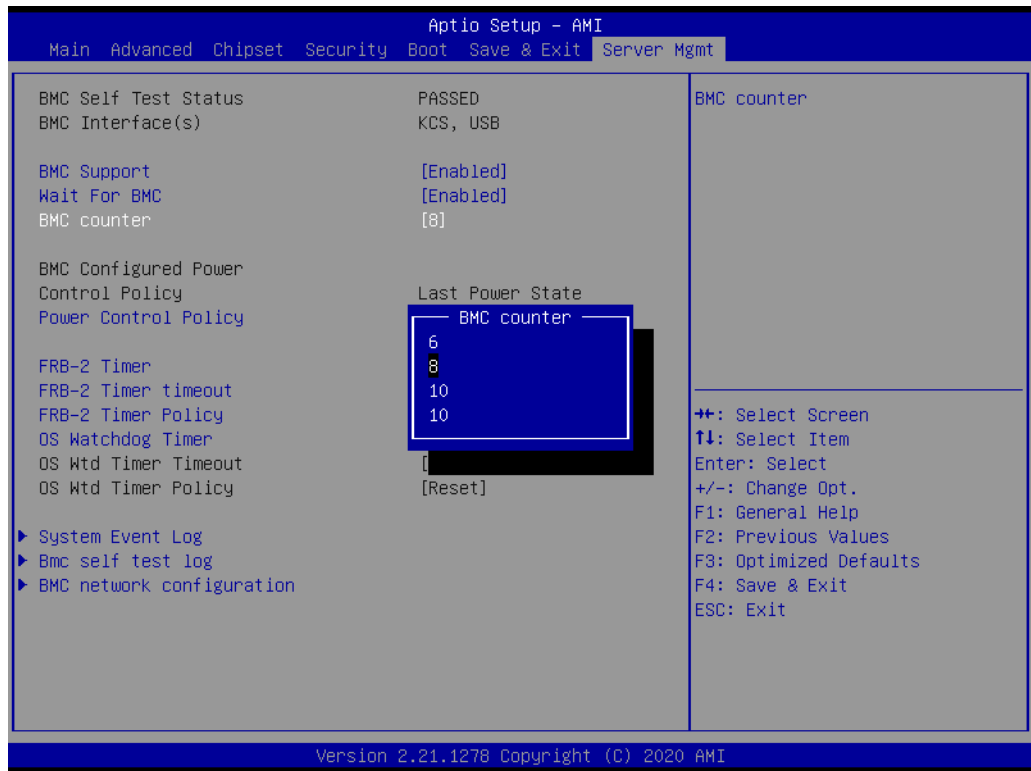 Aptio Setup – AMI
Main Advanced Chipset Security Boot Save & Exit Server Mgmt
BMC Self Test Status PASSED
BMC Interface(s) KCS, USB
BMC Support [Enabled]
Wait For BMC [Enabled]
BMC counter [8]
BMC Configured Power
Control Policy Last Power State
Power Control Policy
FRB-2 Timer
FRB-2 Timer timeout
FRB-2 Timer Policy
OS Watchdog Timer
OS Wtd Timer Timeout [
OS Wtd Timer Policy [Reset]
System Event Log
Bmc self test log
BMC network configuration
BMC counter
6
8
10
10
BMC counter
→←: Select Screen
↑↓: Select Item
Enter: Select
+/-: Change Opt.
F1: General Help
F2: Previous Values
F3: Optimized Defaults
F4: Save & Exit
ESC: Exit
Version 2.21.1278 Copyright (C) 2020 AMI